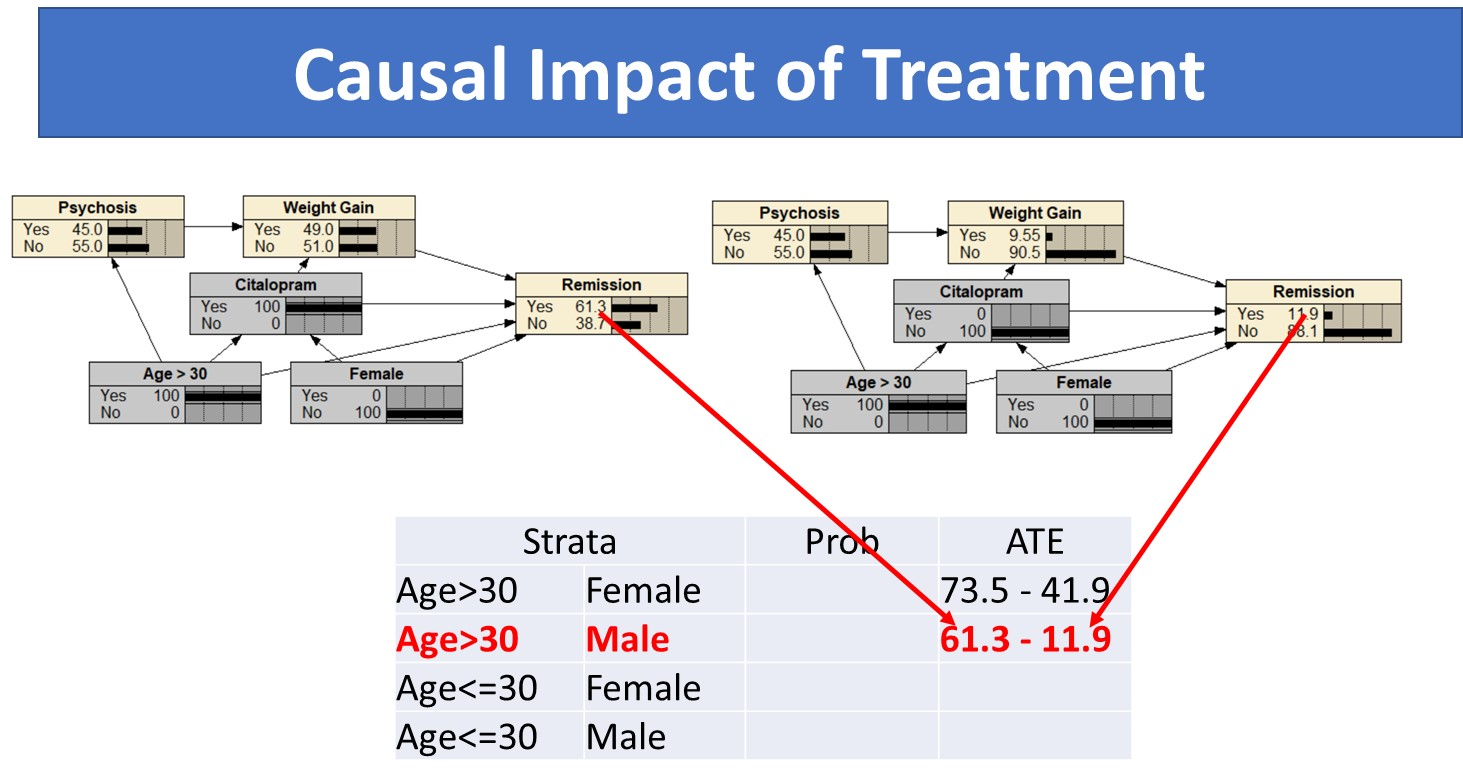 Causal Impact of Treatment
Psychosis
Yes 45.0
No 55.0
Weight Gain
Yes 49.0
No 51.0
Citalopram
Yes 100
No 0
Remission
Yes 61.3
No 38.7
Age > 30
Yes 100
No 0
Female
Yes 0
No 100
Psychosis
Yes 45.0
No 55.0
Weight Gain
Yes 9.55
No 90.5
Citalopram
Yes 0
No 100
Remission
Yes 11.9
No 88.1
Age > 30
Yes 100
No 0
Female
Yes 0
No 100
Strata Prob ATE
Age>30 Female 73.5 - 41.9
Age>30 Male 61.3 - 11.9
Age<=30 Female
Age<=30 Male